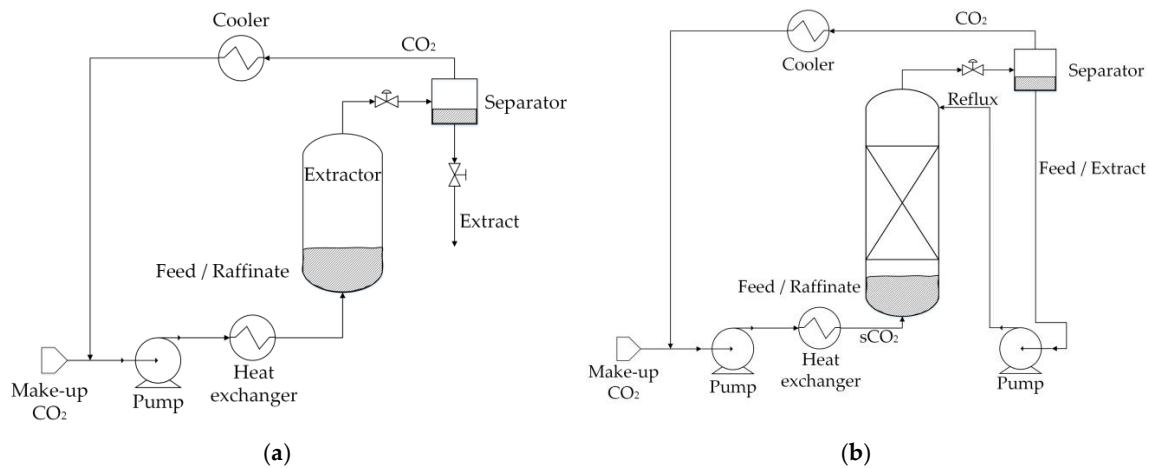 Cooler
CO₂
Separator
Extractor
Extract
Feed / Raffinate
Heat
exchanger
Make-up
CO₂
Pump
(a)
CO₂
Cooler
Separator
Reflux
Feed / Extract
Feed / Raffinate
sCO₂
Heat
exchanger
Make-up
CO₂
Pump
Pump
(b)